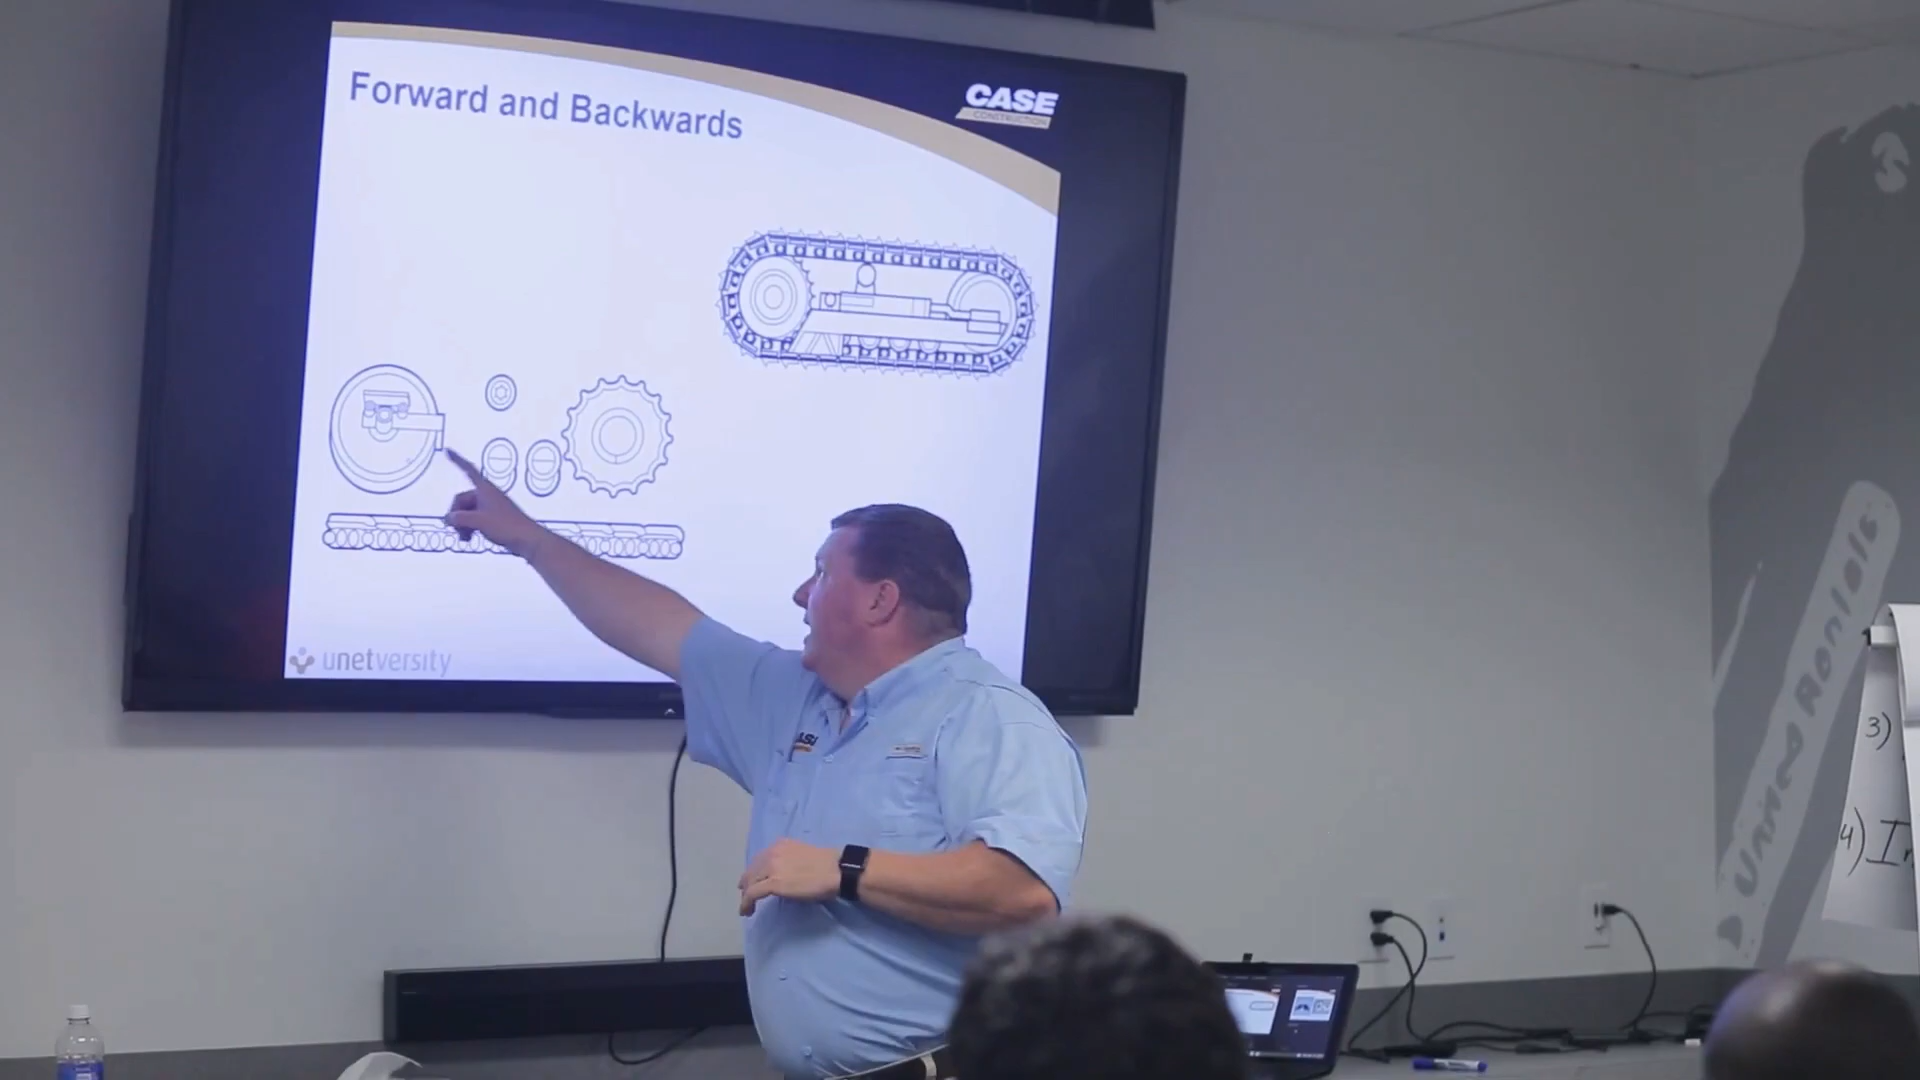 Forward and Backwards
CASE
CONSTRUCTION
unetversity
United Rentals
3)
4) I